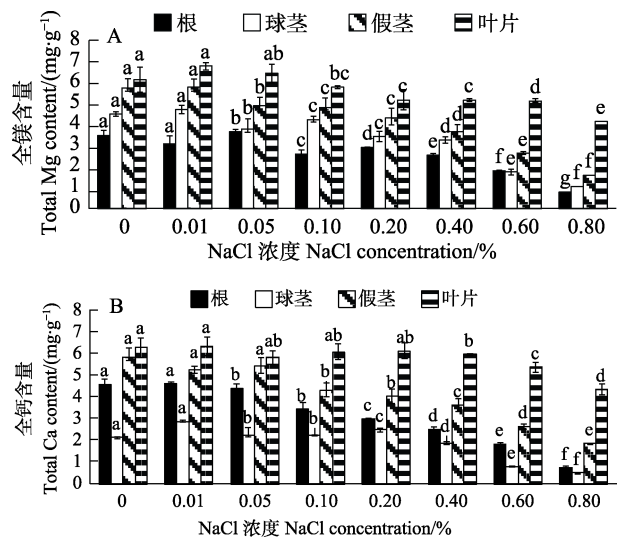 A
根 球茎 假茎 叶片
全镁含量
Total Mg content/(mg·g⁻¹)
8
7
6
5
4
3
2
1
0
a a a a
a a a a
b b b ab
c c b bc
d d c c
d d d c
f e e d
g f f e
0 0.01 0.05 0.10 0.20 0.40 0.60 0.80
NaCl 浓度 NaCl concentration/%
B
根 球茎 假茎 叶片
全钙含量
Total Ca content/(mg·g⁻¹)
8
7
6
5
4
3
2
1
0
a a a a
a a a a
b b a ab
c b b ab
c c c ab
d d d b
e e e c
f f e d
0 0.01 0.05 0.10 0.20 0.40 0.60 0.80
NaCl 浓度 NaCl concentration/%